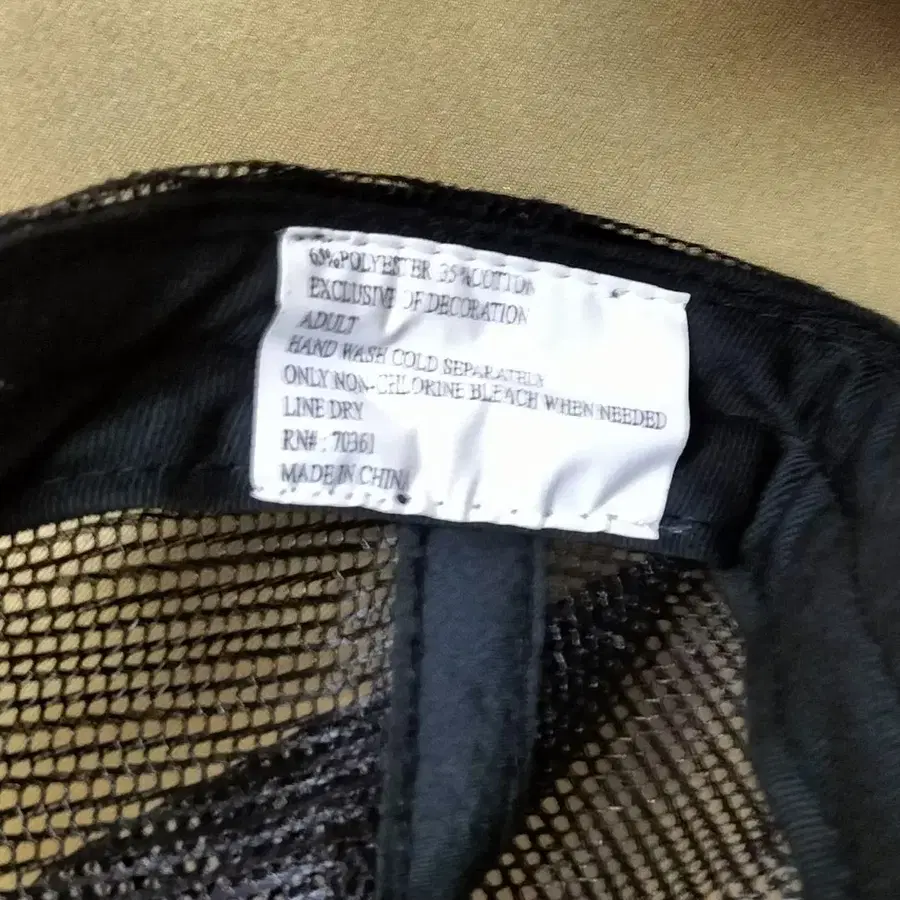 65%POLYESTER 35%COTTON
EXCLUSIVE OF DECORATION
ADULT
HAND WASH COLD SEPARATELY
ONLY NON-CHLORINE BLEACH WHEN NEEDED
LINE DRY
RN# : 70361
MADE IN CHINA